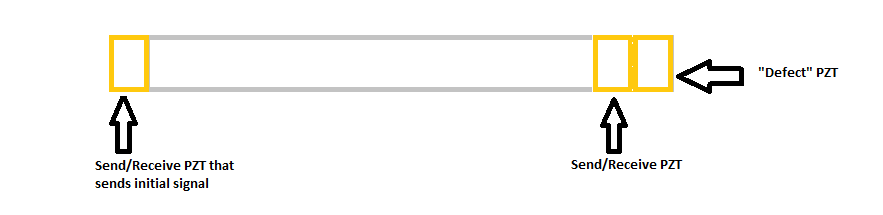 "Defect" PZT
Send/Receive PZT that
sends initial signal
Send/Receive PZT